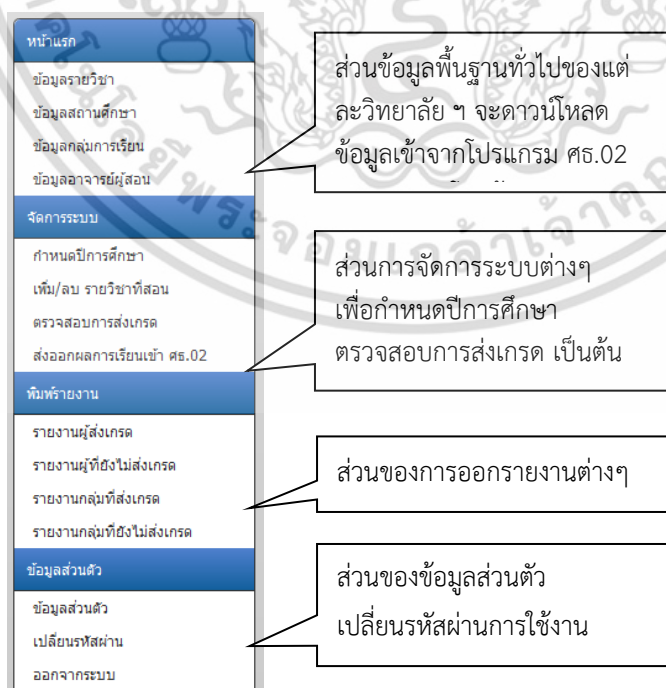 หน้าแรก
ข้อมูลรายวิชา
ข้อมูลสถานศึกษา
ข้อมูลกลุ่มการเรียน
ข้อมูลอาจารย์ผู้สอน
จัดการระบบ
กำหนดปีการศึกษา
เพิ่ม/ลบ รายวิชาที่สอน
ตรวจสอบการส่งเกรด
ส่งออกผลการเรียนเข้า ศธ.02
พิมพ์รายงาน
รายงานผู้ส่งเกรด
รายงานผู้ที่ยังไม่ส่งเกรด
รายงานกลุ่มที่ส่งเกรด
รายงานกลุ่มที่ยังไม่ส่งเกรด
ข้อมูลส่วนตัว
ข้อมูลส่วนตัว
เปลี่ยนรหัสผ่าน
ออกจากระบบ
ส่วนข้อมูลพื้นฐานทั่วไปของแต่
ละวิทยาลัย ฯ จะดาวน์โหลด
ข้อมูลเข้าจากโปรแกรม ศธ.02
ส่วนการจัดการระบบต่างๆ
เพื่อกำหนดปีการศึกษา
ตรวจสอบการส่งเกรด เป็นต้น
ส่วนของการออกรายงานต่างๆ
ส่วนของข้อมูลส่วนตัว
เปลี่ยนรหัสผ่านการใช้งาน
พระจอมเกล้าเจ้าคุณ